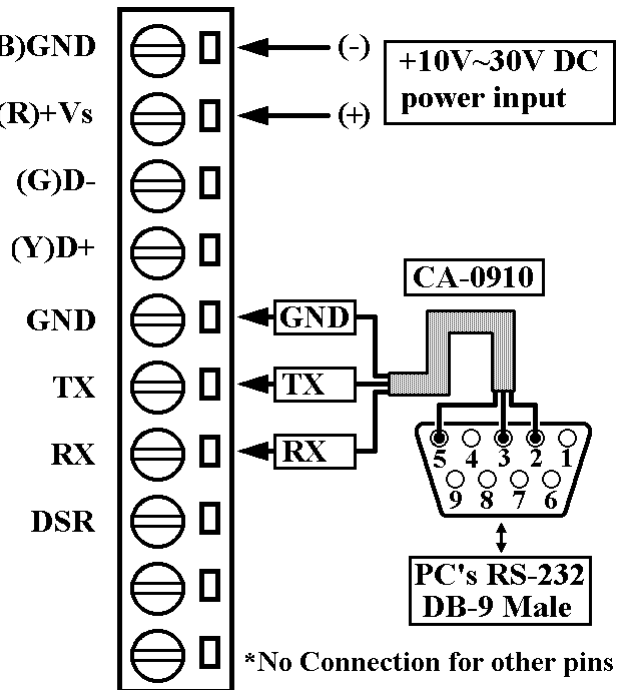 B)GND
(-)
+10V~30V DC
power input
(R)+Vs
(+)
(G)D-
(Y)D+
CA-0910
GND
GND
TX
TX
RX
RX
5 4 3 2 1
9 8 7 6
DSR
PC's RS-232
DB-9 Male
*No Connection for other pins